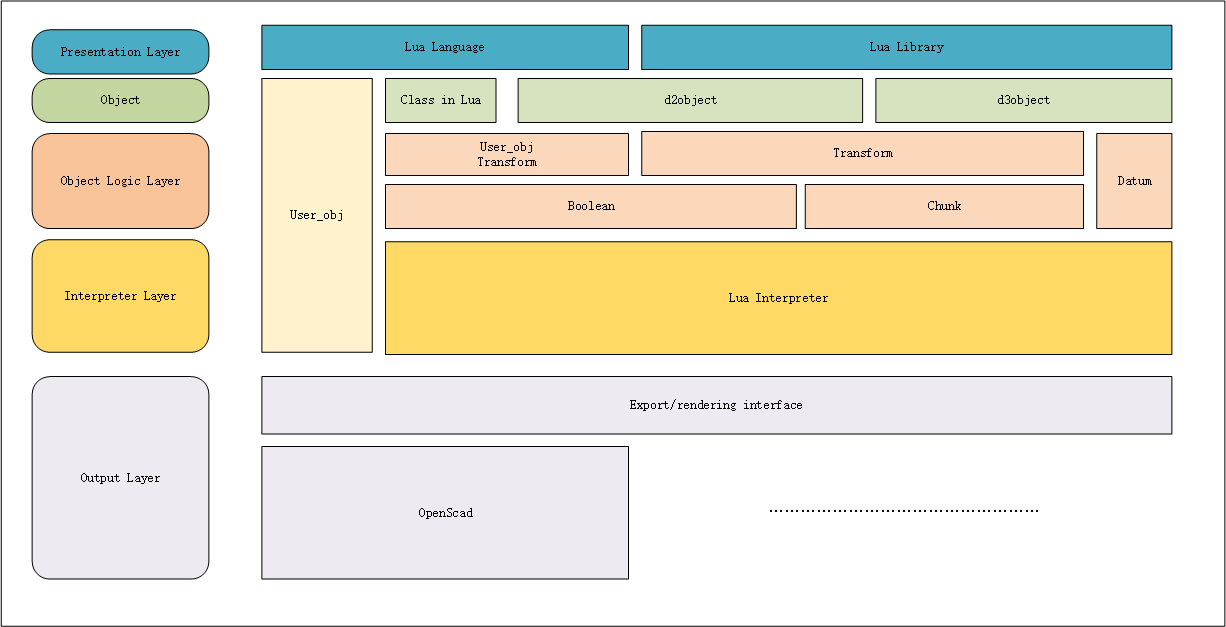 Presentation Layer
Lua Language
Lua Library
Object
Class in Lua
d2object
d3object
Object Logic Layer
User_obj
User_obj
Transform
Transform
Datum
Boolean
Chunk
Interpreter Layer
Lua Interpreter
Output Layer
Export/rendering interface
OpenScad
………………………………………………